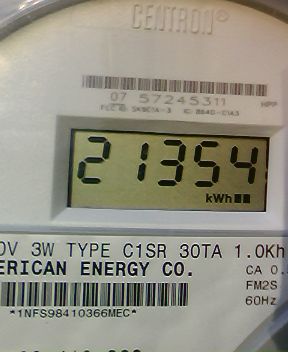 CENTRON®
07 57245311 HPP
21354
kWh
0V 3W TYPE C1SR 30TA 1.0Kh
ERICAN ENERGY CO.
CA 0.
FM2S
60Hz
*1NFS98410366MEC*